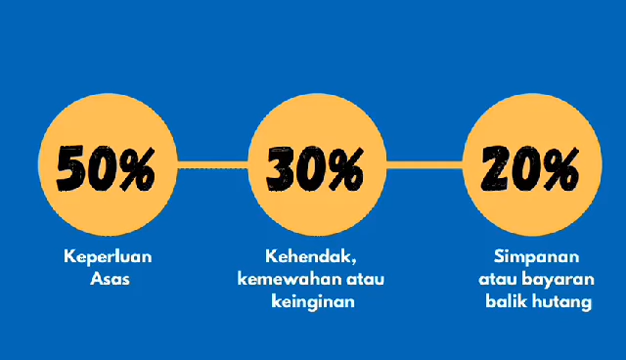 50%
Keperluan
Asas
30%
Kehendak,
kemewahan atau
keinginan
20%
Simpanan
atau bayaran
balik hutang